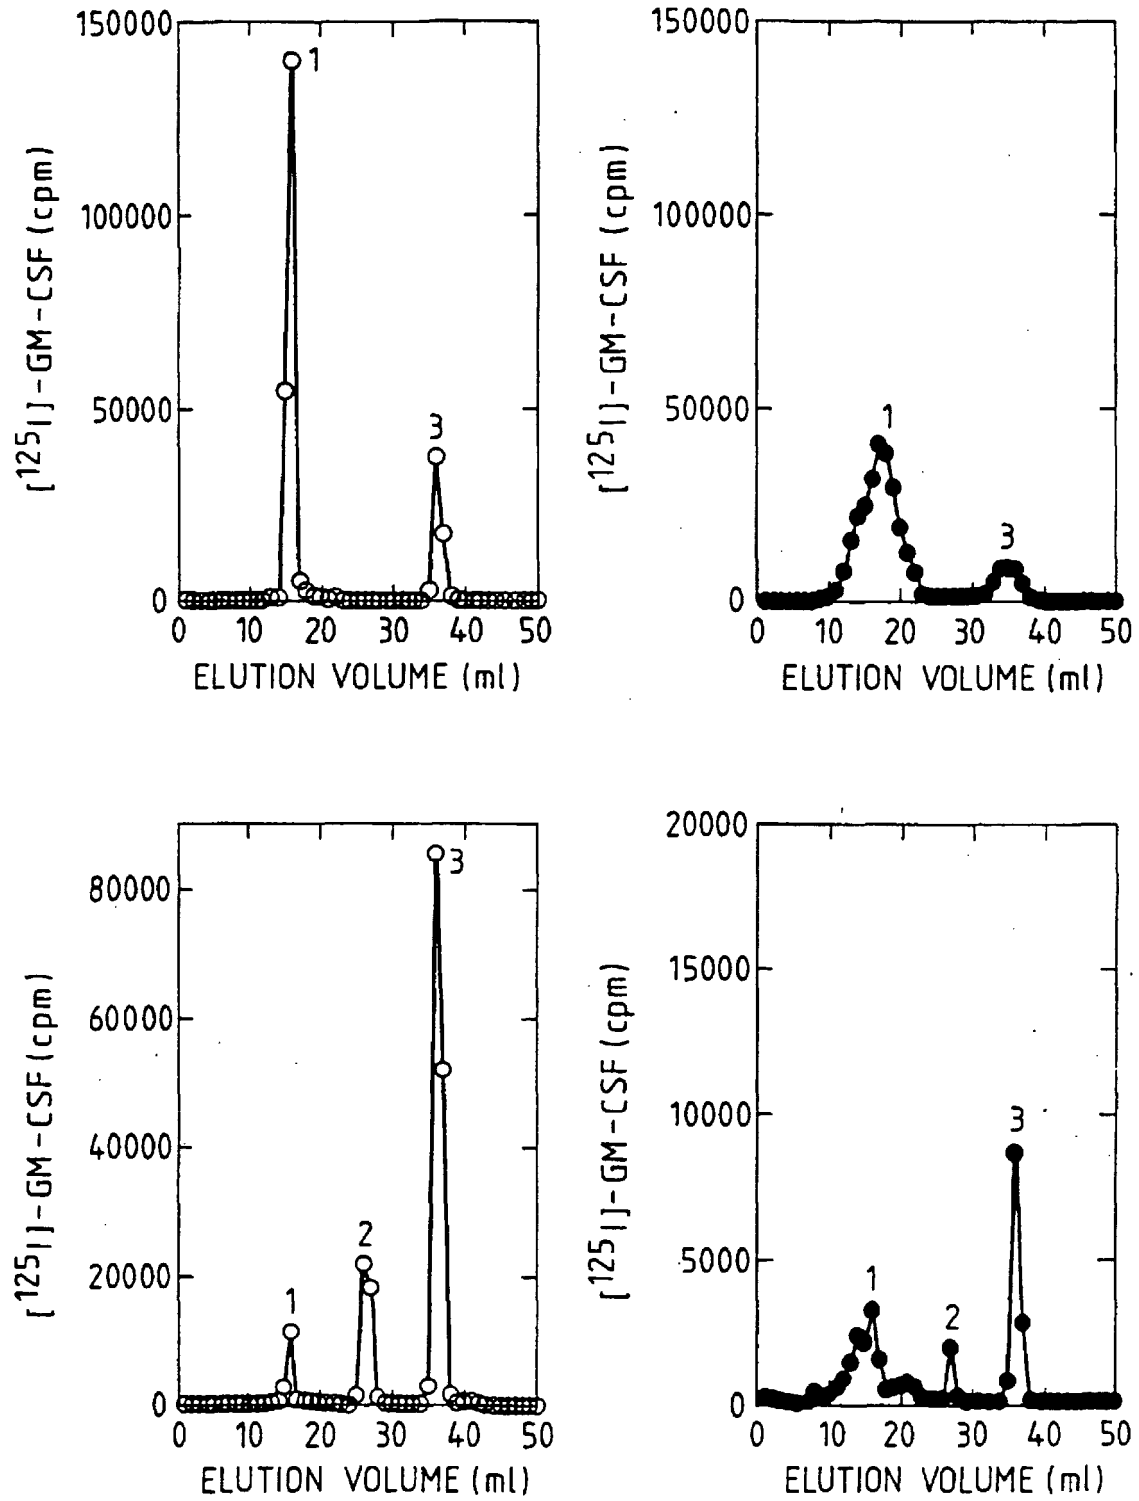 150000
100000
50000
0
[125I]-GM-CSF (cpm)
1
3
0 10 20 30 40 50
ELUTION VOLUME (ml)
150000
100000
50000
0
[125I]-GM-CSF (cpm)
1
3
0 10 20 30 40 50
ELUTION VOLUME (ml)
80000
60000
40000
20000
0
[125I]-GM-CSF (cpm)
1
2
3
0 10 20 30 40 50
ELUTION VOLUME (ml)
20000
15000
10000
5000
0
[125I]-GM-CSF (cpm)
1
2
3
0 10 20 30 40 50
ELUTION VOLUME (ml)